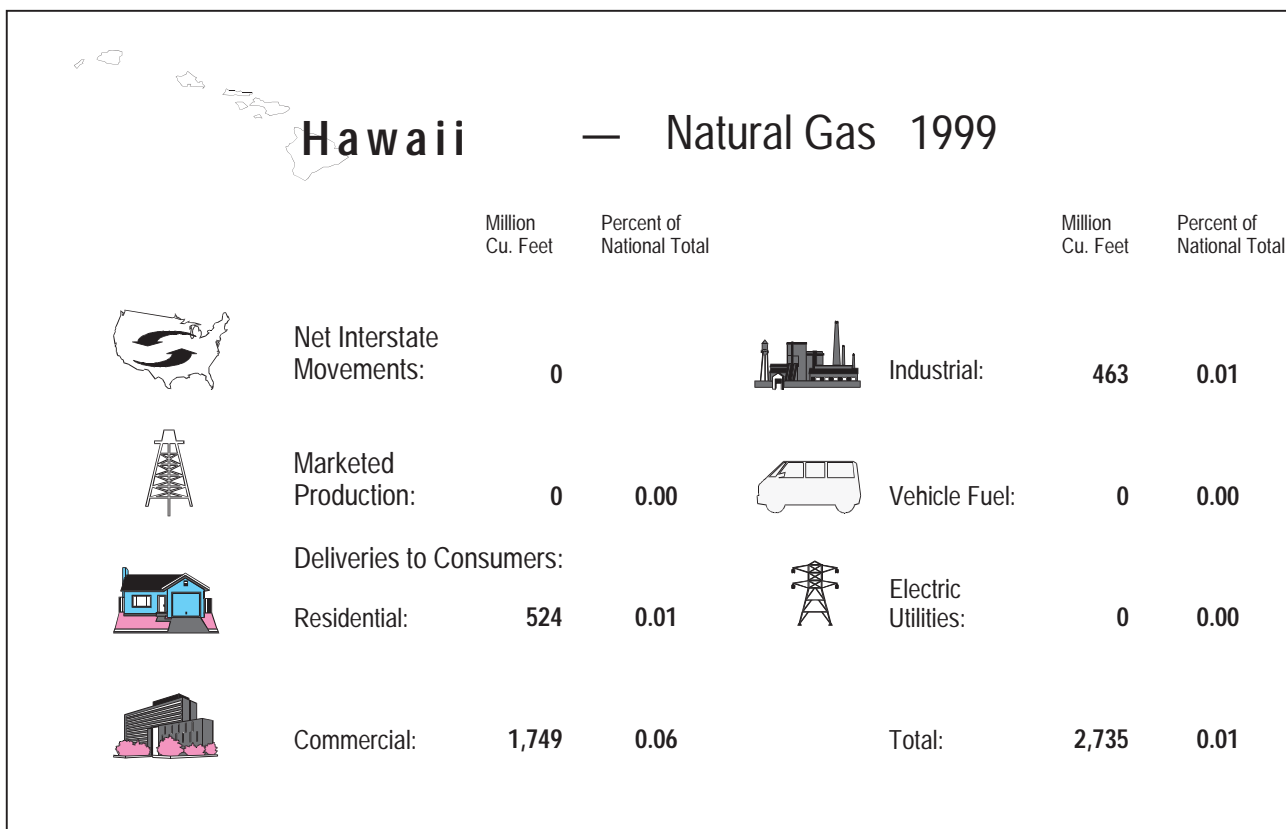 Hawaii — Natural Gas 1999
Million Cu. Feet
Percent of National Total
Million Cu. Feet
Percent of National Total
Net Interstate
Movements: 0
Marketed
Production: 0 0.00
Deliveries to Consumers:
Residential: 524 0.01
Commercial: 1,749 0.06
Industrial: 463 0.01
Vehicle Fuel: 0 0.00
Electric
Utilities: 0 0.00
Total: 2,735 0.01